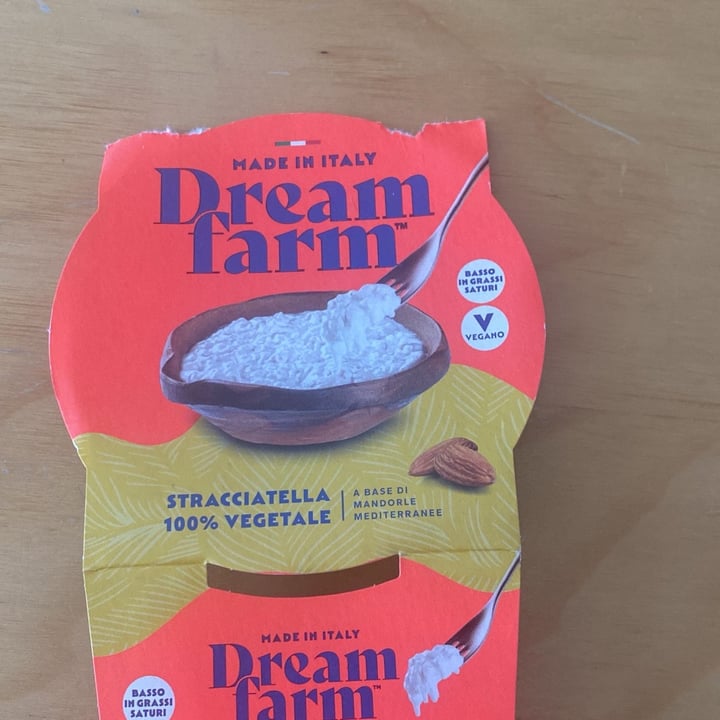 MADE IN ITALY
Dream
farm™
BASSO
IN GRASSI
SATURI
V
VEGANO
STRACCIATELLA
100% VEGETALE
A BASE DI
MANDORLE
MEDITERRANEE
MADE IN ITALY
Dream
farm™
BASSO
IN GRASSI
SATURI